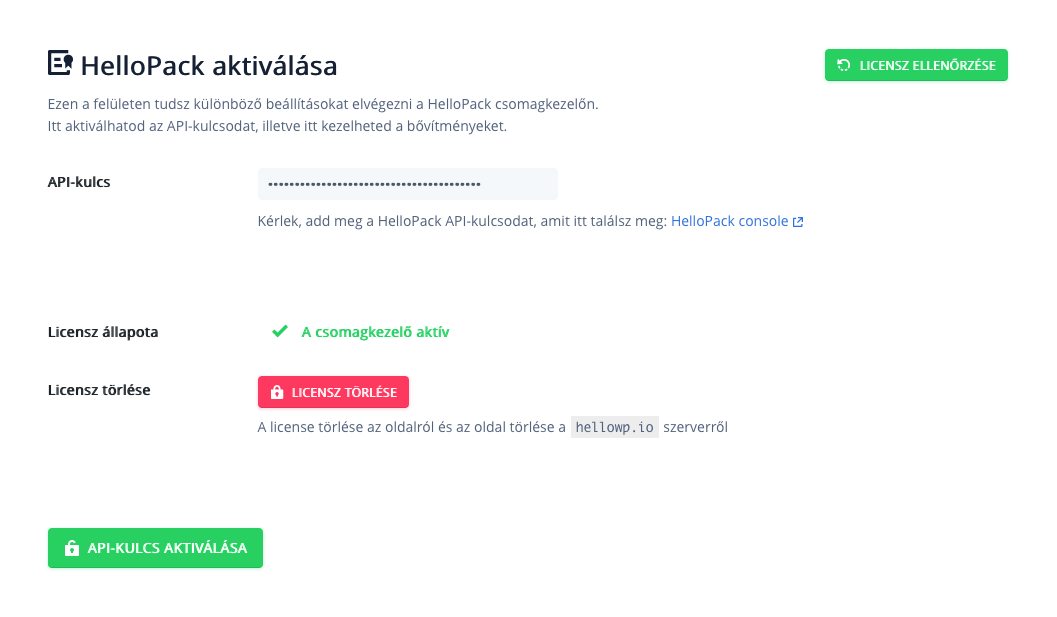 HelloPack aktiválása
LICENSZ ELLENŐRZÉSE
Ezen a felületen tudsz különböző beállításokat elvégezni a HelloPack csomagkezelőn.
Itt aktiválhatod az API-kulcsodat, illetve itt kezelheted a bővítményeket.
API-kulcs
Kérlek, add meg a HelloPack API-kulcsodat, amit itt találsz meg: HelloPack console
Licensz állapota
A csomagkezelő aktív
Licensz törlése
LICENSZ TÖRLÉSE
A license törlése az oldalról és az oldal törlése a hellowp.io szerverről
API-KULCS AKTIVÁLÁSA